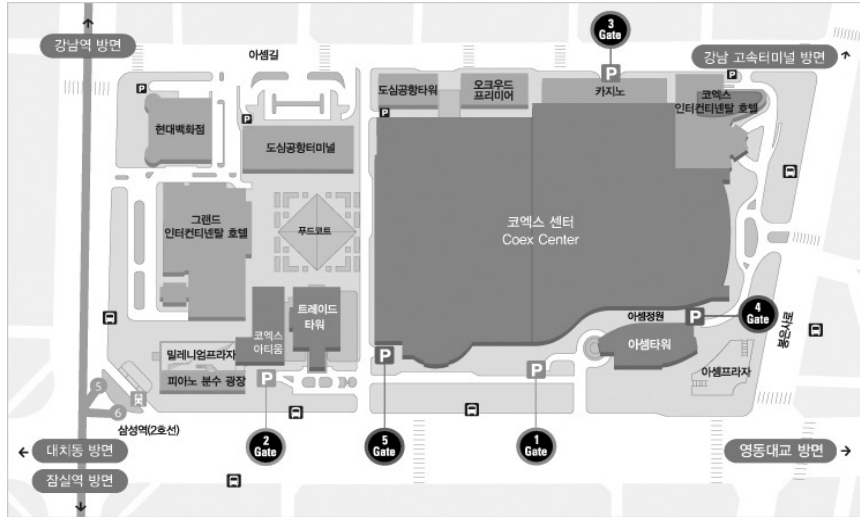 강남역 방면
아셈길
3
Gate
P
강남 고속터미널 방면
P
현대백화점
P
도심공항터미널
도심공항타워
P
오크우드
프리미어
카지노
P
코엑스
인터컨티넨탈 호텔
그랜드
인터컨티넨탈 호텔
푸드코트
코엑스 센터
Coex Center
트레이드
타워
코엑스
아티움
밀레니엄프라자
피아노 분수 광장
아셈정원
P
4
Gate
아셈타워
아셈프라자
봉은사로
P
P
P
5
6
삼성역(2호선)
2
Gate
5
Gate
1
Gate
대치동 방면
잠실역 방면
영동대교 방면